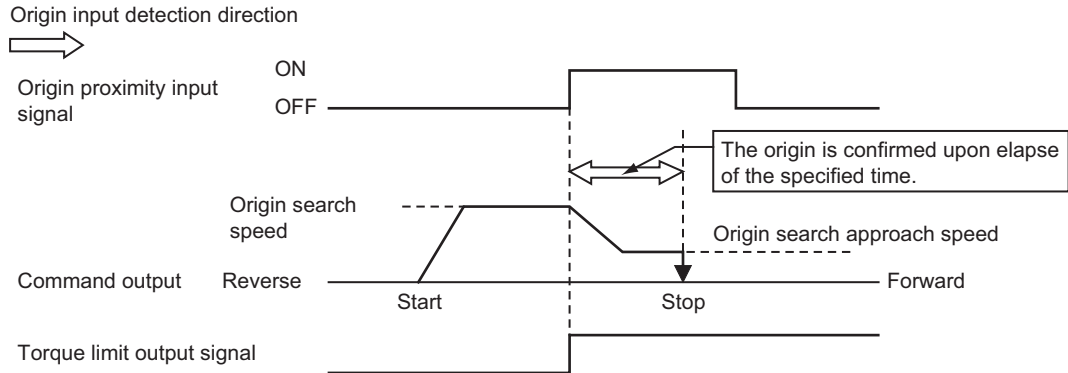 Origin input detection direction
ON
Origin proximity input
signal
OFF
The origin is confirmed upon elapse
of the specified time.
Origin search
speed
Origin search approach speed
Command output
Reverse
Forward
Start
Stop
Torque limit output signal